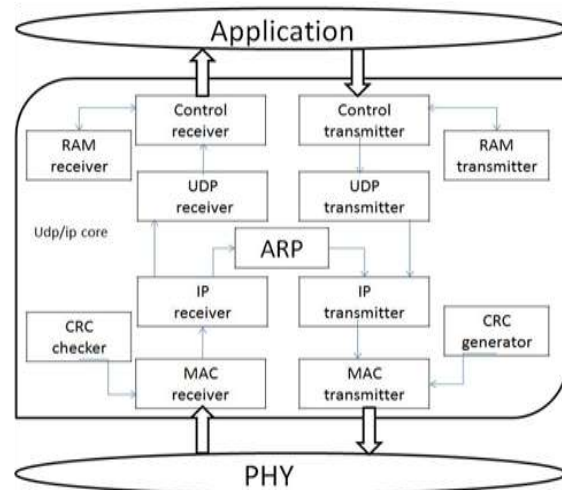 Application
Control
receiver
Control
transmitter
RAM
receiver
RAM
transmitter
UDP
receiver
UDP
transmitter
Udp/ip core
ARP
IP
receiver
IP
transmitter
CRC
checker
CRC
generator
MAC
receiver
MAC
transmitter
PHY